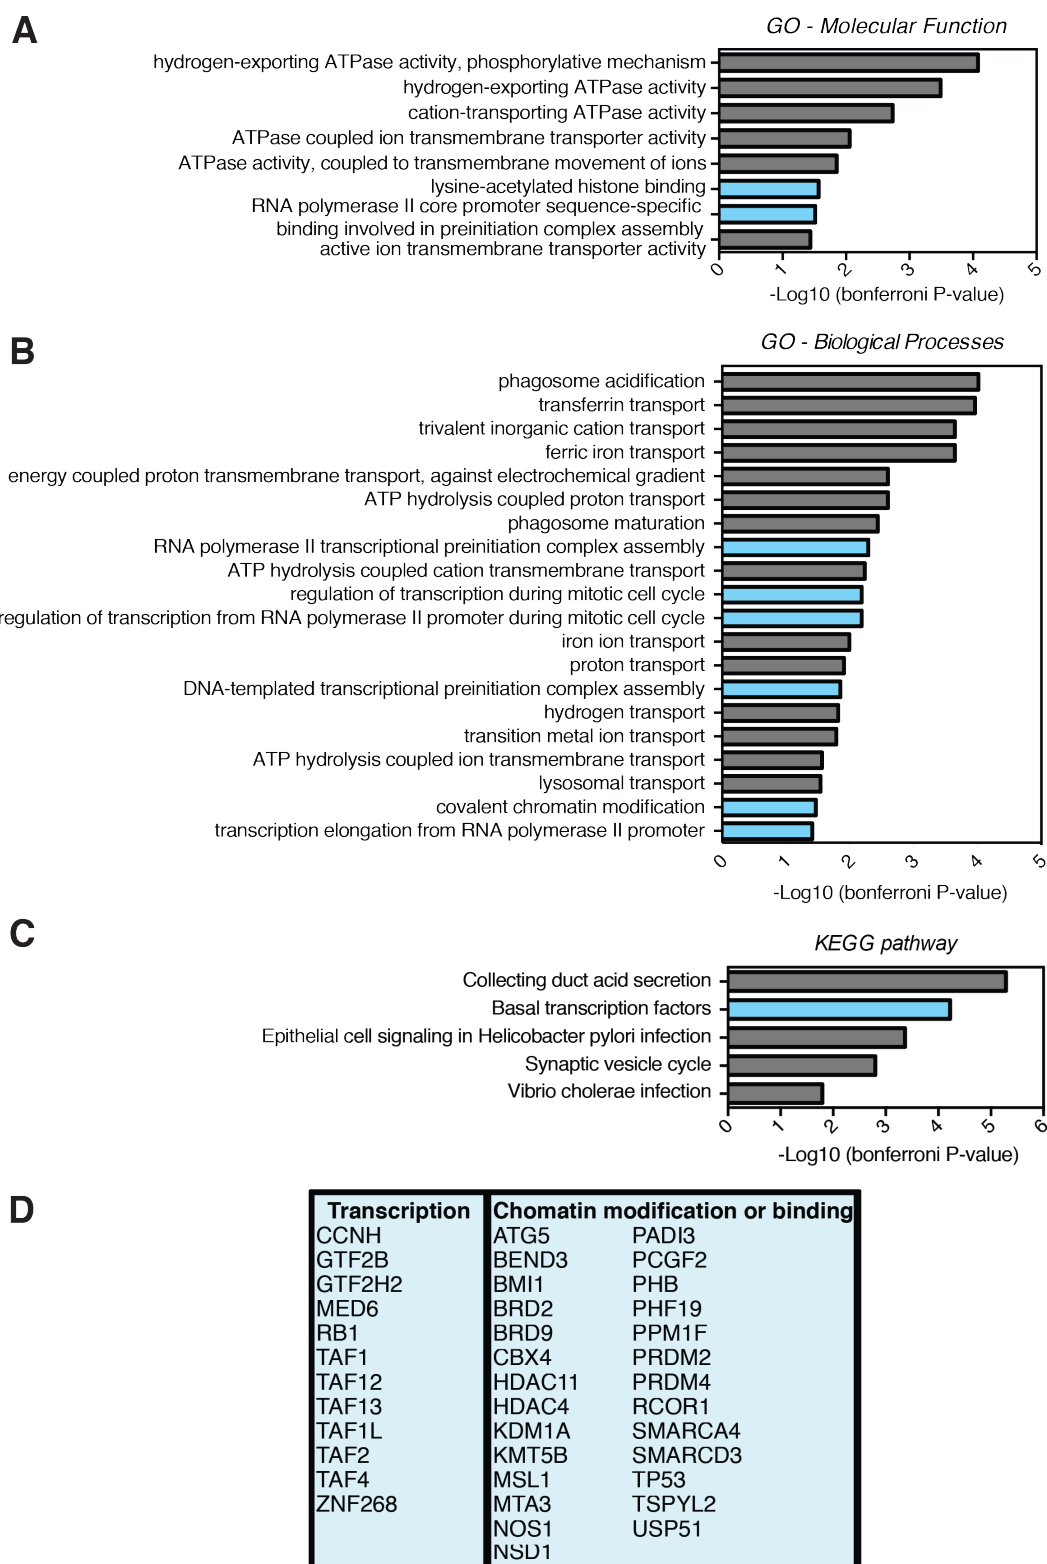 A
GO - Molecular Function
hydrogen-exporting ATPase activity, phosphorylative mechanism
hydrogen-exporting ATPase activity
cation-transporting ATPase activity
ATPase coupled ion transmembrane transporter activity
ATPase activity, coupled to transmembrane movement of ions
lysine-acetylated histone binding
RNA polymerase II core promoter sequence-specific
binding involved in preinitiation complex assembly
active ion transmembrane transporter activity
0 1 2 3 4 5
-Log10 (bonferroni P-value)
B
GO - Biological Processes
phagosome acidification
transferrin transport
trivalent inorganic cation transport
ferric iron transport
energy coupled proton transmembrane transport, against electrochemical gradient
ATP hydrolysis coupled proton transport
phagosome maturation
RNA polymerase II transcriptional preinitiation complex assembly
ATP hydrolysis coupled cation transmembrane transport
regulation of transcription during mitotic cell cycle
regulation of transcription from RNA polymerase II promoter during mitotic cell cycle
iron ion transport
proton transport
DNA-templated transcriptional preinitiation complex assembly
hydrogen transport
transition metal ion transport
ATP hydrolysis coupled ion transmembrane transport
lysosomal transport
covalent chromatin modification
transcription elongation from RNA polymerase II promoter
0 1 2 3 4 5
-Log10 (bonferroni P-value)
C
KEGG pathway
Collecting duct acid secretion
Basal transcription factors
Epithelial cell signaling in Helicobacter pylori infection
Synaptic vesicle cycle
Vibrio cholerae infection
0 1 2 3 4 5 6
-Log10 (bonferroni P-value)
D
Transcription Chomatin modification or binding
CCNH ATG5 PADI3
GTF2B BEND3 PCGF2
GTF2H2 BMI1 PHB
MED6 BRD2 PHF19
RB1 BRD9 PPM1F
TAF1 CBX4 PRDM2
TAF12 HDAC11 PRDM4
TAF13 HDAC4 RCOR1
TAF1L KDM1A SMARCA4
TAF2 KMT5B SMARCD3
TAF4 MSL1 TP53
ZNF268 MTA3 TSPYL2
NOS1 USP51
NSD1